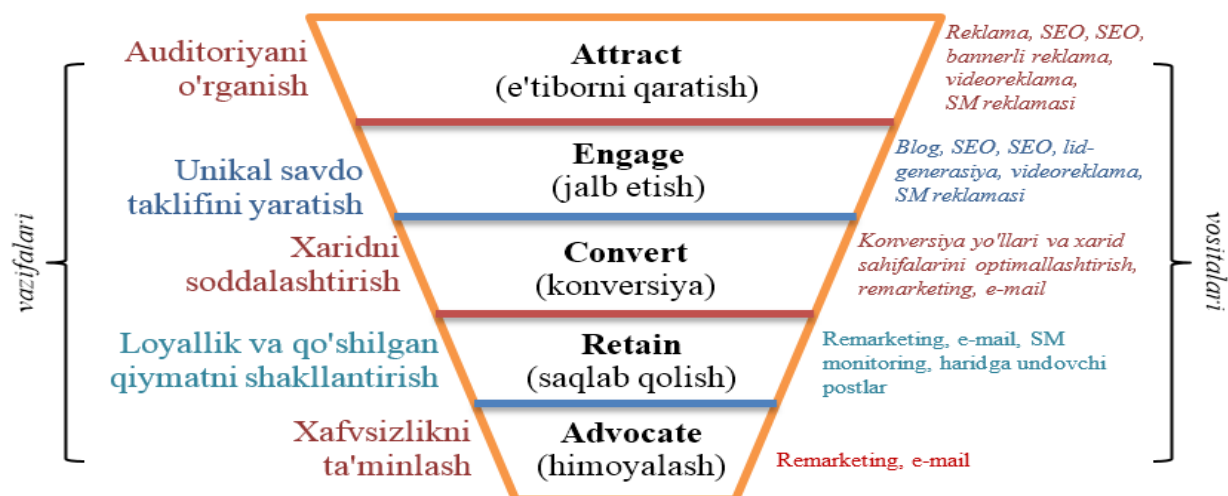 Auditoriyani
o'rganish
Attract
(e'tiborni qaratish)
Reklama, SEO, SEO,
bannerli reklama,
videoreklama,
SM reklamasi
Unikal savdo
taklifini yaratish
Engage
(jalb etish)
Blog, SEO, SEO, lid-
generasiya, videoreklama,
SM reklamasi
Xaridni
soddalashtirish
Convert
(konversiya)
Konversiya yo'llari va xarid
sahifalarini optimallashtirish,
remarketing, e-mail
Loyallik va qo'shilgan
qiymatni shakllantirish
Retain
(saqlab qolish)
Remarketing, e-mail, SM
monitoring, haridga undovchi
postlar
Xafvsizlikni
ta'minlash
Advocate
(himoyalash)
Remarketing, e-mail
vazifalari
vositalari